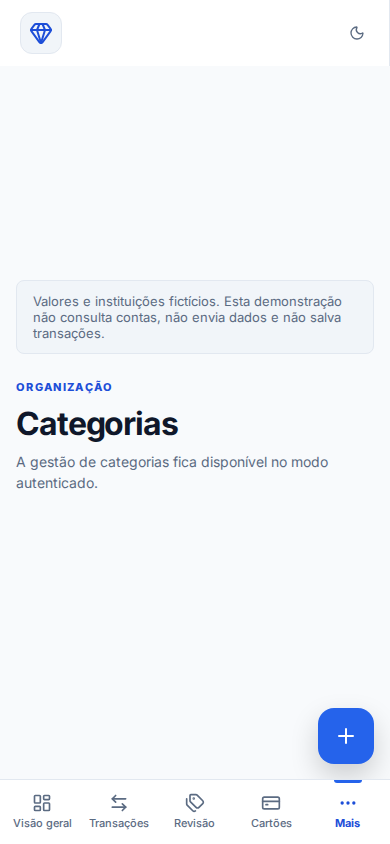 Valores e instituições fictícios. Esta demonstração
não consulta contas, não envia dados e não salva
transações.
ORGANIZAÇÃO
Categorias
A gestão de categorias fica disponível no modo
autenticado.
Visão geral
Transações
Revisão
Cartões
Mais